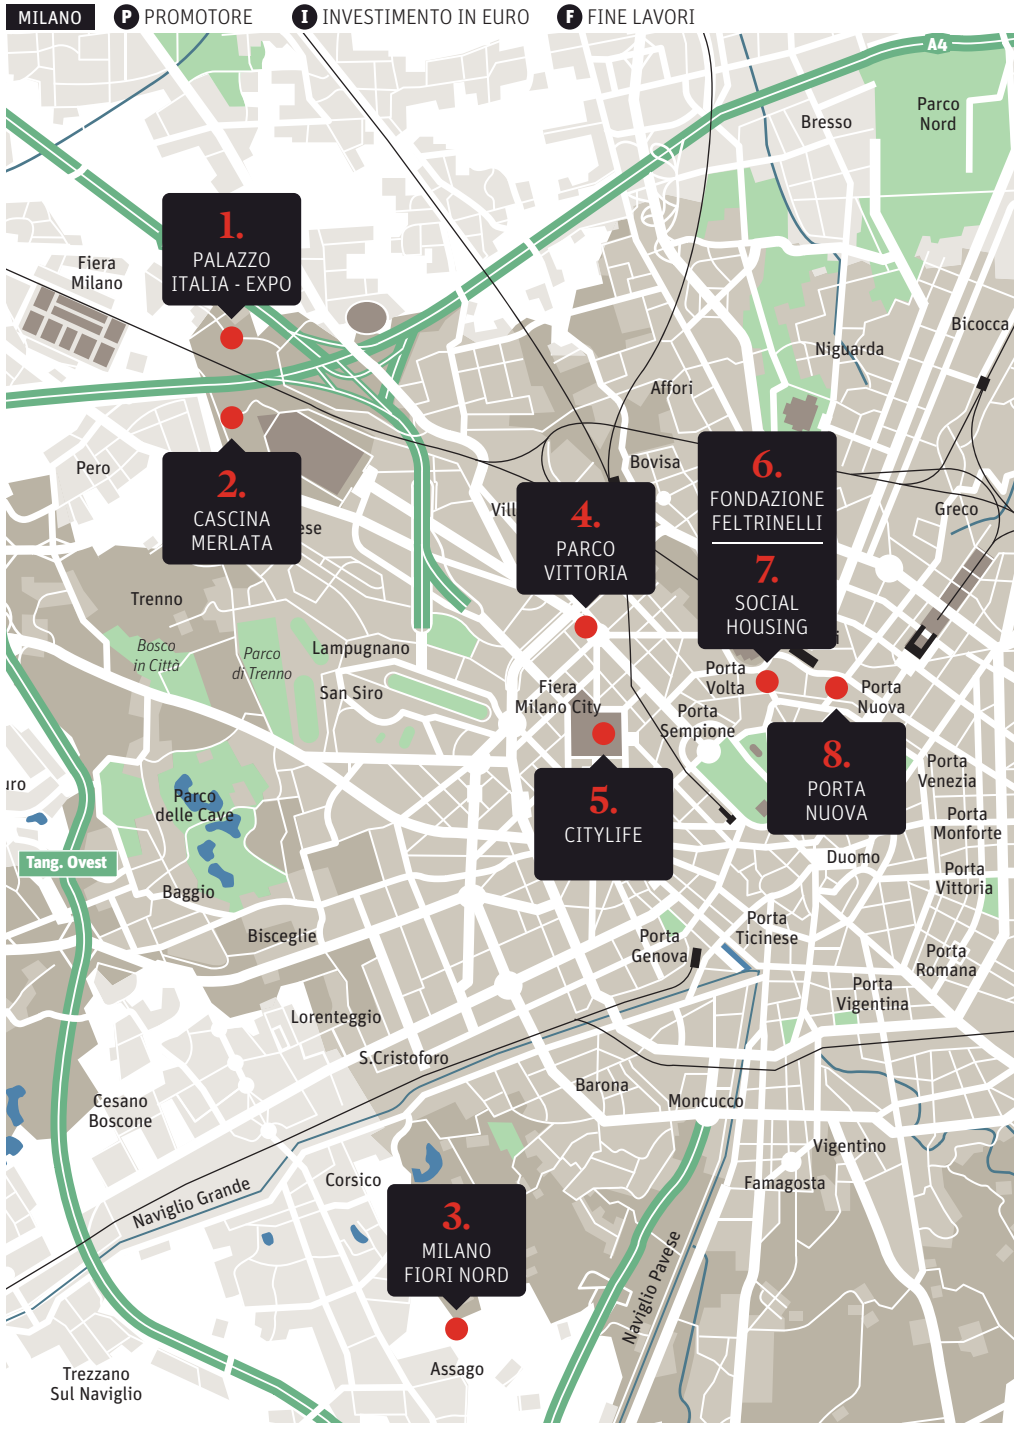 MILANO P PROMOTORE I INVESTIMENTO IN EURO F FINE LAVORI
A4
Parco
Nord
Bresso
1.
PALAZZO
ITALIA - EXPO
Fiera
Milano
Bicocca
Niguarda
Affori
Pero
Bovisa
2.
CASCINA
MERLATA
ese
Vill
4.
PARCO
VITTORIA
6.
FONDAZIONE
FELTRINELLI
7.
SOCIAL
HOUSING
i
Greco
Trenno
Bosco
in Città
Parco
di Trenno
Lampugnano
San Siro
Fiera
Milano City
Porta
Volta
Porta
Nuova
Porta
Sempione
8.
PORTA
NUOVA
5.
CITYLIFE
Porta
Venezia
Porta
Monforte
Porta
Vittoria
Duomo
uro
Parco
delle Cave
Tang. Ovest
Baggio
Bisceglie
Porta
Genova
Porta
Ticinese
Porta
Romana
Porta
Vigentina
Lorenteggio
S.Cristoforo
Barona
Moncucco
Cesano
Boscone
Vigentino
Famagosta
Corsico
Naviglio Grande
3.
MILANO
FIORI NORD
Naviglio Pavese
Assago
Trezzano
Sul Naviglio